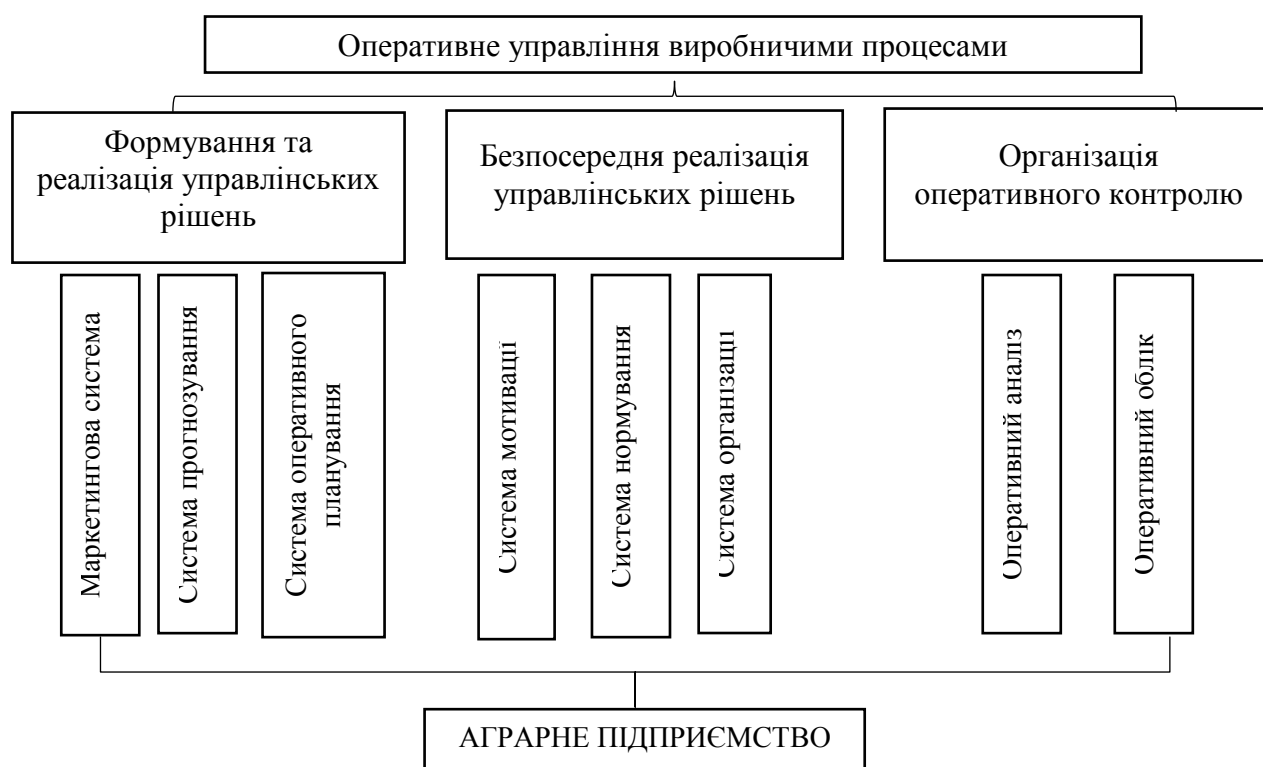 Оперативне управління виробничими процесами
Формування та
реалізація управлінських
рішень
Безпосередня реалізація
управлінських рішень
Організація
оперативного контролю
Маркетингова система
Система прогнозування
Система оперативного
планування
Система мотивації
Система нормування
Система організації
Оперативний аналіз
Оперативний облік
АГРАРНЕ ПІДПРИЄМСТВО